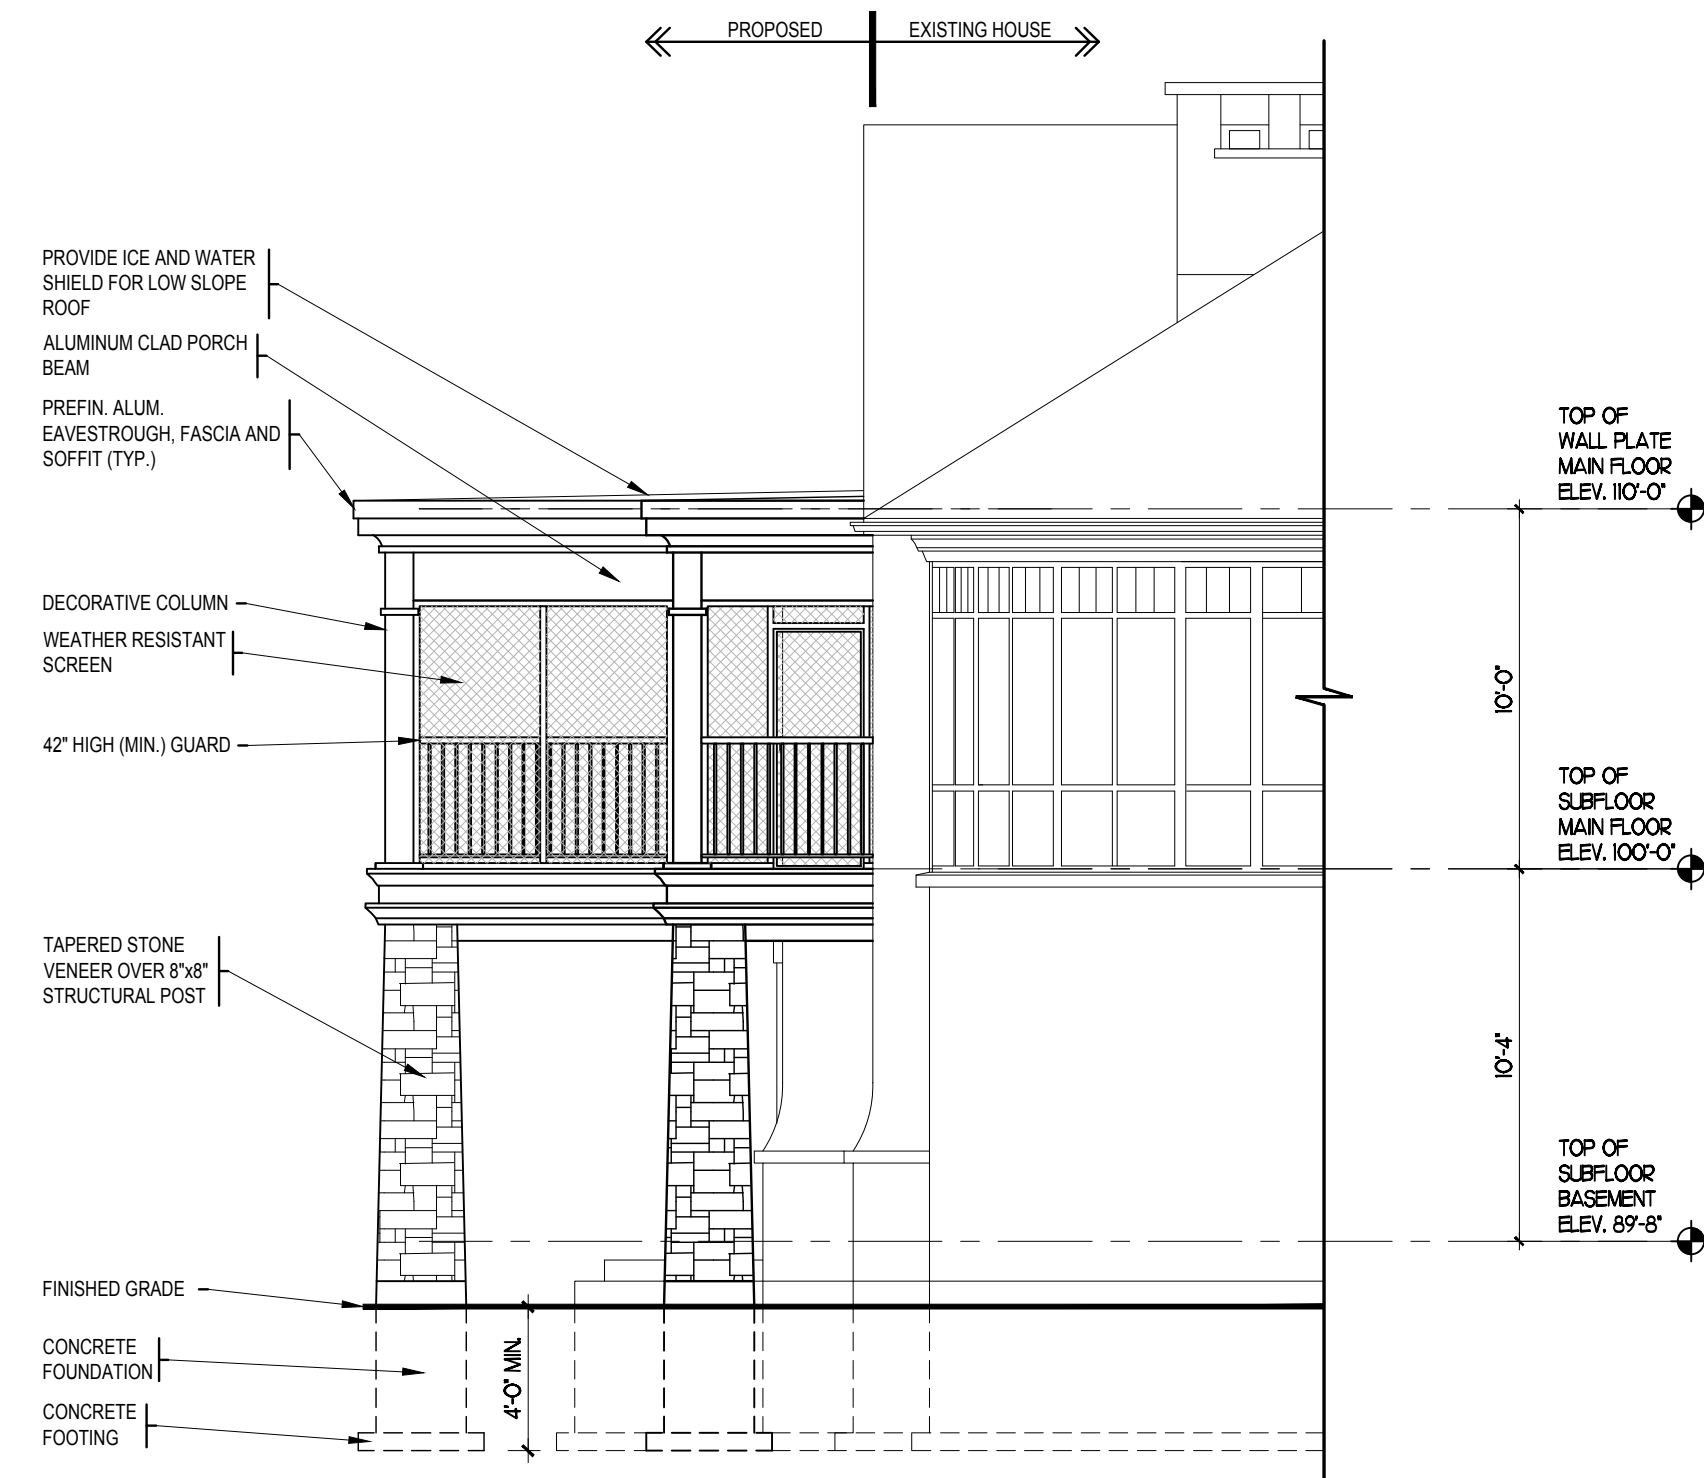 PROPOSED
EXISTING HOUSE
PROVIDE ICE AND WATER
SHIELD FOR LOW SLOPE
ROOF
ALUMINUM CLAD PORCH
BEAM
PREFIN. ALUM.
EAVESTROUGH, FASCIA AND
SOFFIT (TYP.)
DECORATIVE COLUMN
WEATHER RESISTANT
SCREEN
42" HIGH (MIN.) GUARD
TAPERED STONE
VENEER OVER 8"x8"
STRUCTURAL POST
FINISHED GRADE
CONCRETE
FOUNDATION
CONCRETE
FOOTING
4'-0" MIN.
TOP OF
WALL PLATE
MAIN FLOOR
ELEV. 110'-0"
10'-0"
TOP OF
SUBFLOOR
MAIN FLOOR
ELEV. 100'-0"
10'-4"
TOP OF
SUBFLOOR
BASEMENT
ELEV. 89'-8"